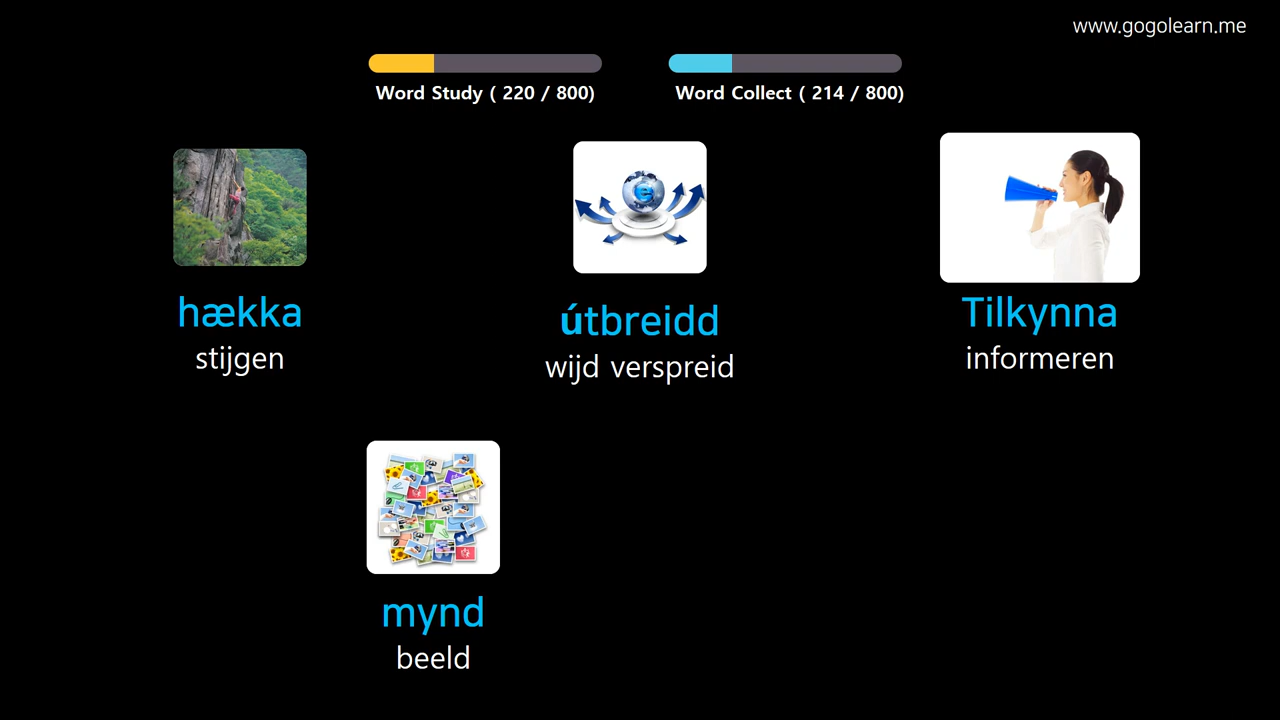 www.gogolearn.me
Word Study ( 220 / 800)
Word Collect ( 214 / 800)
hækka
stijgen
útbreidd
wijd verspreid
Tilkynna
informeren
mynd
beeld